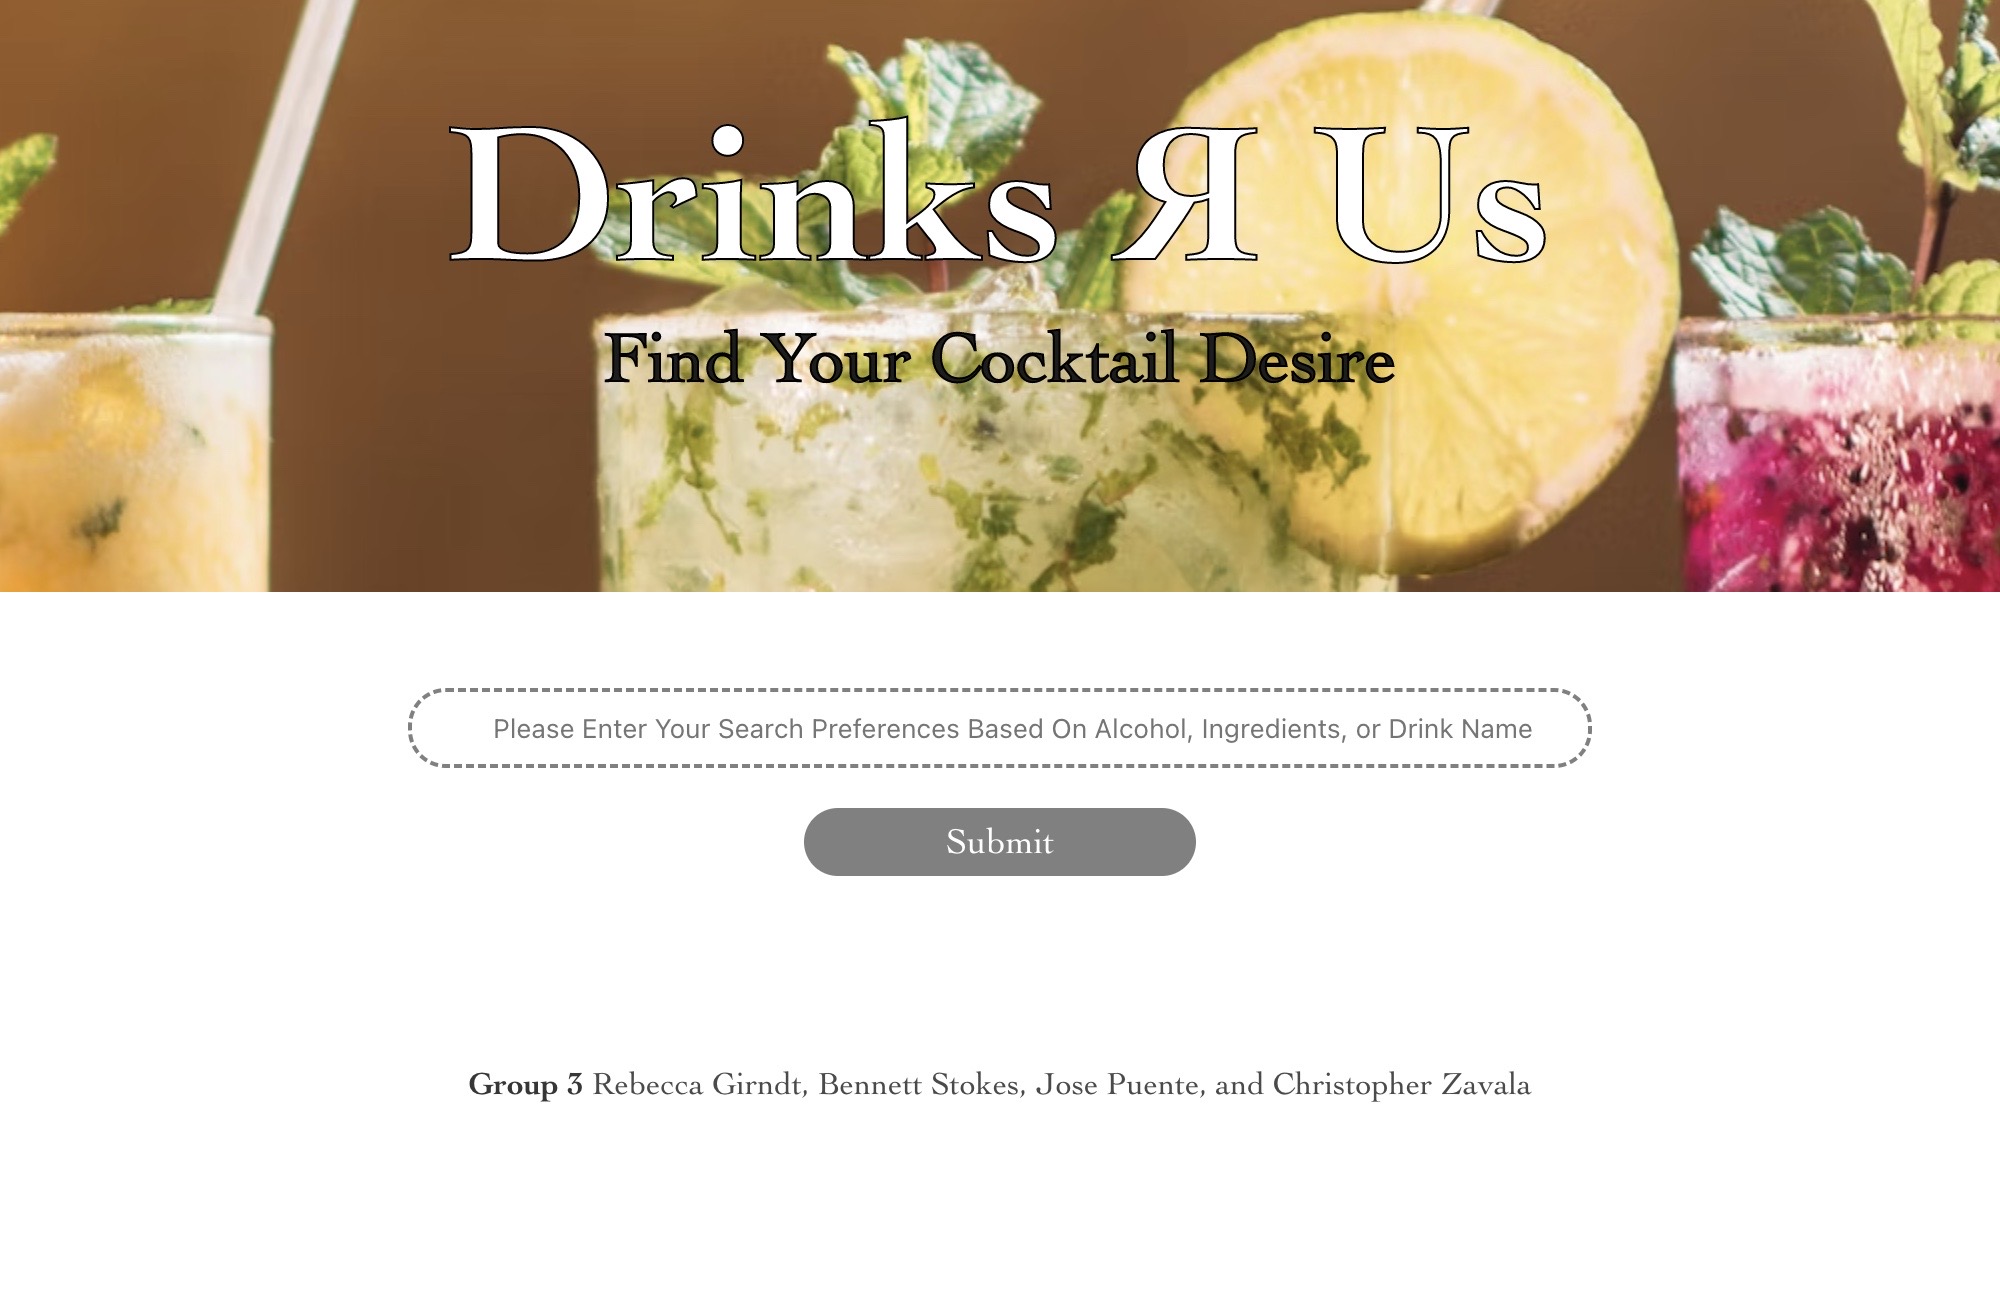 Drinks Я Us
Find Your Cocktail Desire
Please Enter Your Search Preferences Based On Alcohol, Ingredients, or Drink Name
Submit
Group 3 Rebecca Girndt, Bennett Stokes, Jose Puente, and Christopher Zavala